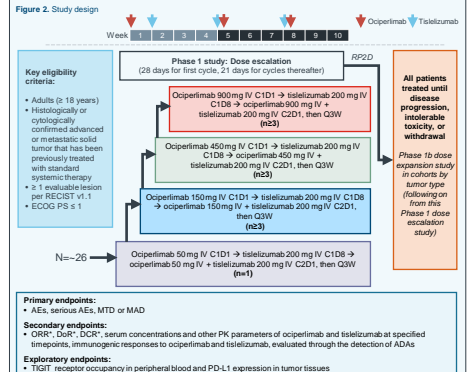 Figure 2. Study design
Ociperlimab Tislelizumab
Week 1 2 3 4 5 6 7 8 9 10
Key eligibility
criteria:
• Adults (≥ 18 years)
• Histologically or
cytologically
confirmed advanced
or metastatic solid
tumor that has been
previously treated
with standard
systemic therapy
• ≥ 1 evaluable lesion
per RECIST v1.1
• ECOG PS ≤ 1
Phase 1 study: Dose escalation
(28 days for first cycle, 21 days for cycles thereafter)
RP2D
Ociperlimab 900 mg IV C1D1 → tislelizumab 200 mg IV
C1D8 → ociperlimab 900 mg IV +
tislelizumab 200 mg IV C2D1, then Q3W
(n≥3)
Ociperlimab 450 mg IV C1D1 → tislelizumab 200 mg IV
C1D8 → ociperlimab 450 mg IV +
tislelizumab 200 mg IV C2D1, then Q3W
(n≥3)
Ociperlimab 150 mg IV C1D1 → tislelizumab 200 mg IV C1D8
→ ociperlimab 150 mg IV + tislelizumab 200 mg IV C2D1,
then Q3W
(n≥3)
N=~26
Ociperlimab 50 mg IV C1D1 → tislelizumab 200 mg IV C1D8 →
ociperlimab 50 mg IV + tislelizumab 200 mg IV C2D1, then Q3W
(n=1)
All patients
treated until
disease
progression,
intolerable
toxicity, or
withdrawal
Phase 1b dose
expansion study
in cohorts by
tumor type
(following on
from this
Phase 1 dose
escalation
study)
Primary endpoints:
• AEs, serious AEs, MTD or MAD
Secondary endpoints:
• ORR*, DoR*, DCR*, serum concentrations and other PK parameters of ociperlimab and tislelizumab at specified
timepoints, immunogenic responses to ociperlimab and tislelizumab, evaluated through the detection of ADAs
Exploratory endpoints:
• TIGIT receptor occupancy in peripheral blood and PD-L1 expression in tumor tissues